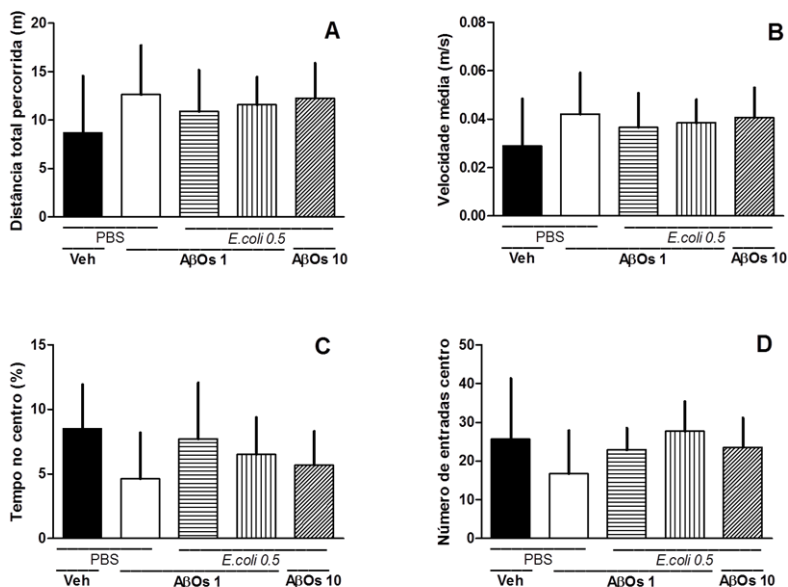 A
Distância total percorrida (m)
20
15
10
5
0
PBS
E.coli 0.5
Veh
AβOs 1
AβOs 10
B
Velocidade média (m/s)
0.08
0.06
0.04
0.02
0.00
PBS
E.coli 0.5
Veh
AβOs 1
AβOs 10
C
Tempo no centro (%)
15
10
5
0
PBS
E.coli 0.5
Veh
AβOs 1
AβOs 10
D
Número de entradas centro
50
40
30
20
10
0
PBS
E.coli 0.5
Veh
AβOs 1
AβOs 10